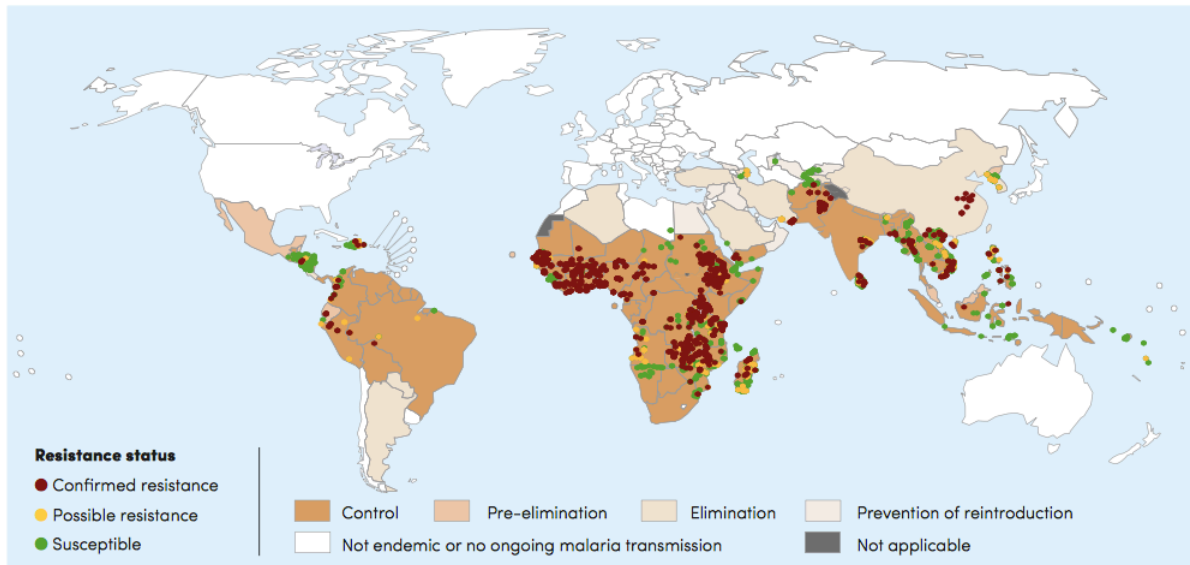 Resistance status
Confirmed resistance
Possible resistance
Susceptible
Control
Pre-elimination
Elimination
Prevention of reintroduction
Not endemic or no ongoing malaria transmission
Not applicable